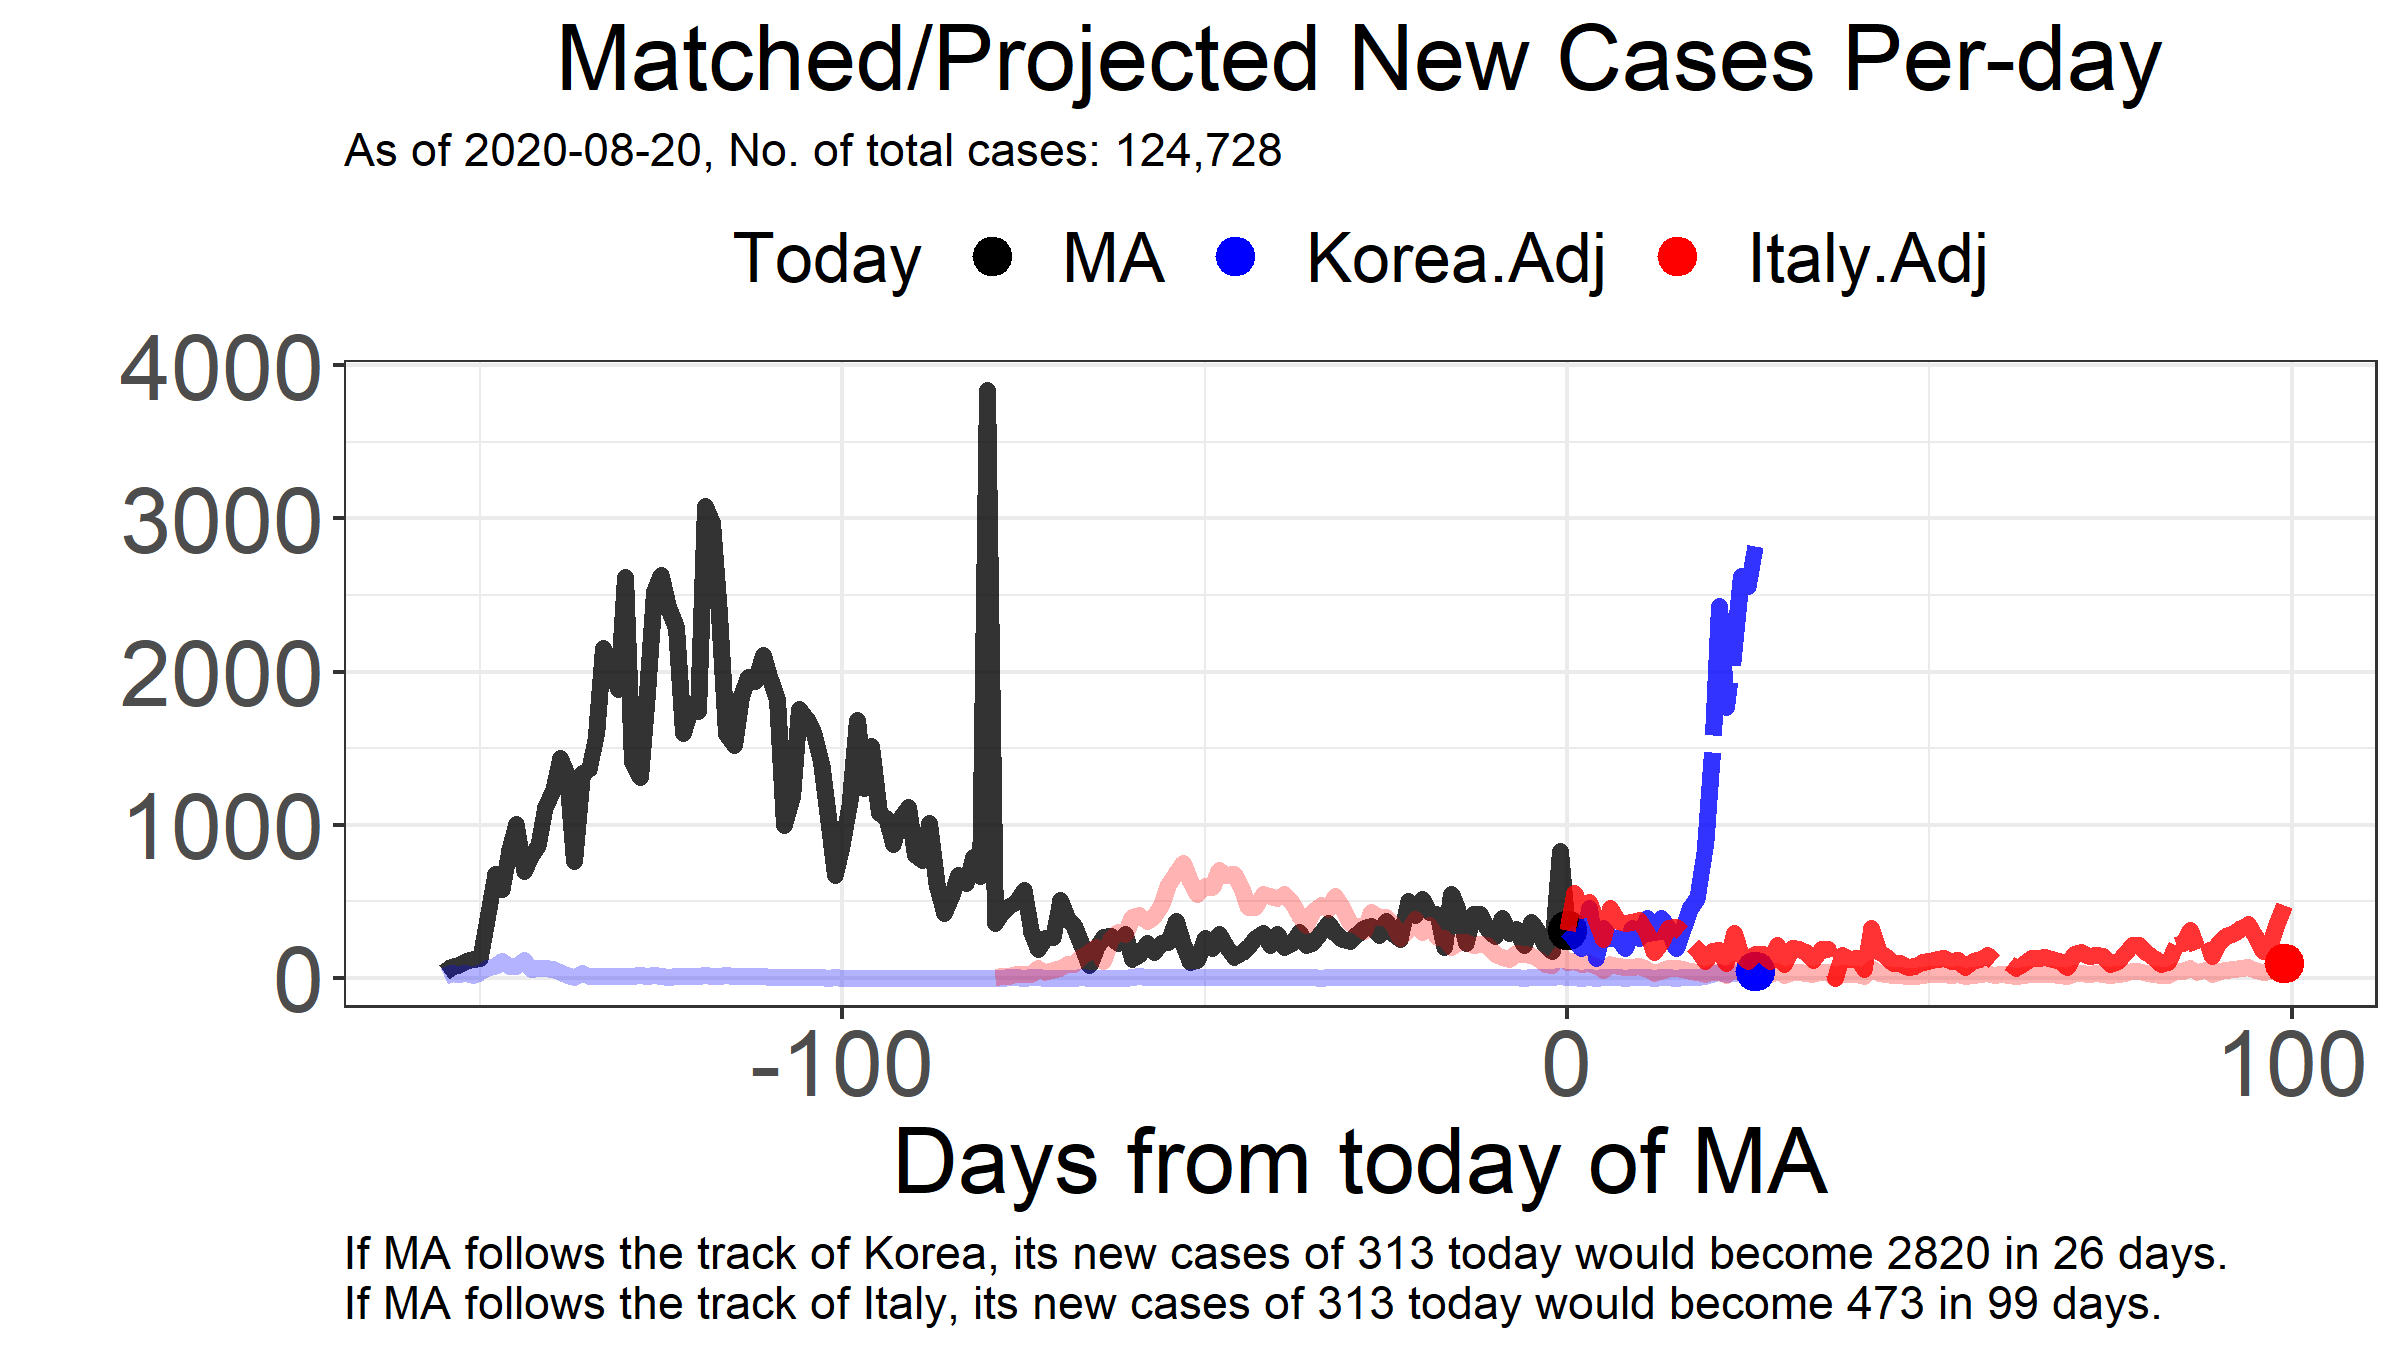 Matched/Projected New Cases Per-day
As of 2020-08-20, No. of total cases: 124,728
Today MA Korea.Adj Italy.Adj
4000
3000
2000
1000
0
-100 0 100
Days from today of MA
If MA follows the track of Korea, its new cases of 313 today would become 2820 in 26 days.
If MA follows the track of Italy, its new cases of 313 today would become 473 in 99 days.